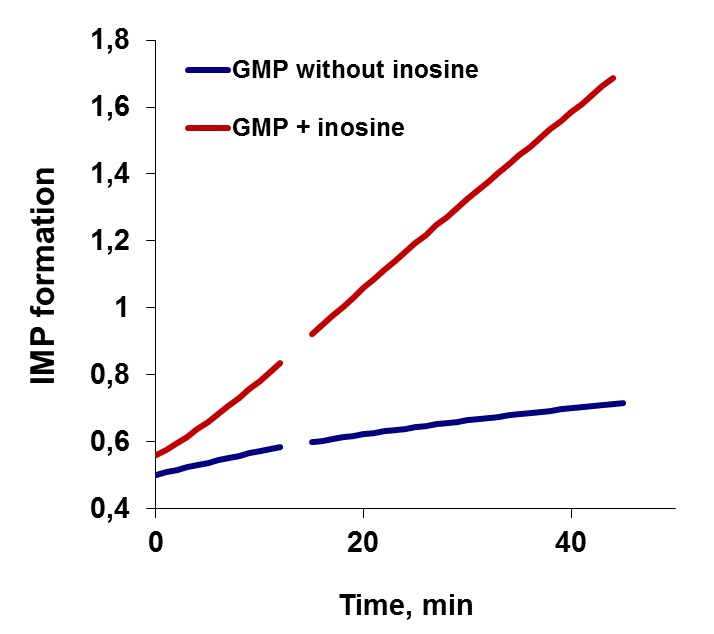 1,8
GMP without inosine
1,6
GMP + inosine
1,4
1,2
1
0,8
0,6
0,4
IMP formation
0 20 40
Time, min